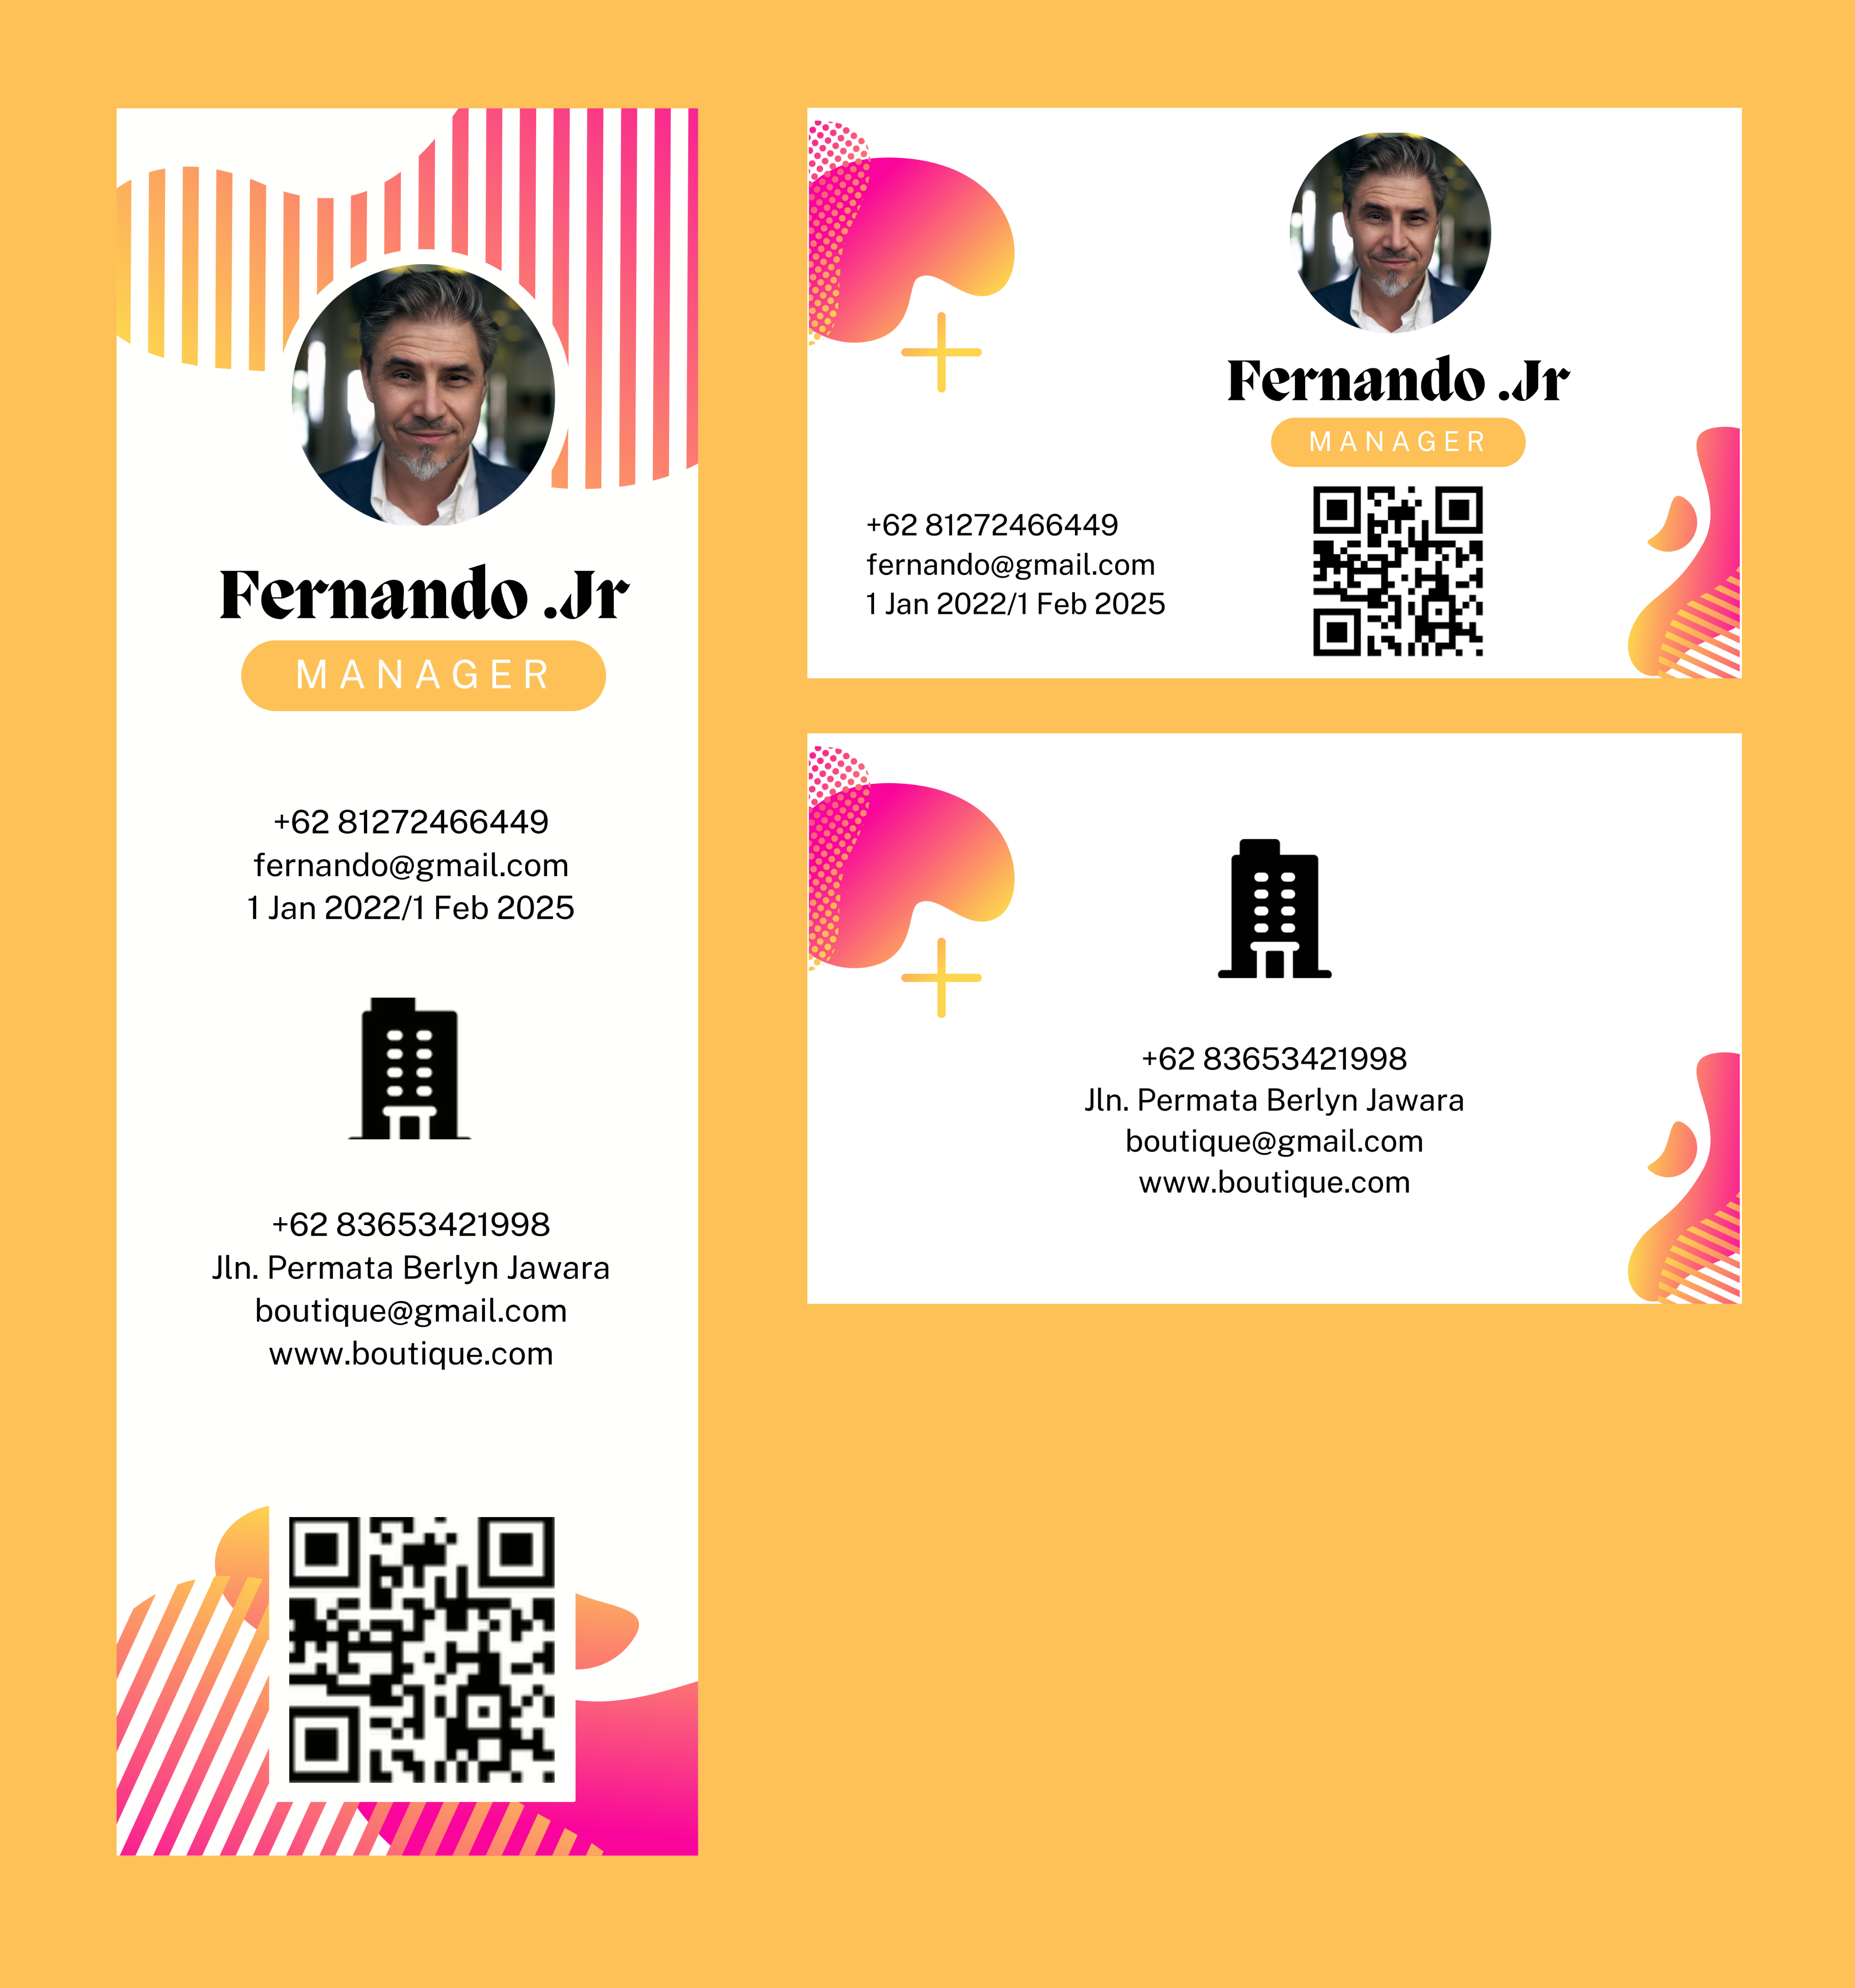 Fernando .Jr
MANAGER
+62 81272466449
fernando@gmail.com
1 Jan 2022/1 Feb 2025
+62 83653421998
Jln. Permata Berlyn Jawara
boutique@gmail.com
www.boutique.com
Fernando .Jr
MANAGER
+62 81272466449
fernando@gmail.com
1 Jan 2022/1 Feb 2025
+62 83653421998
Jln. Permata Berlyn Jawara
boutique@gmail.com
www.boutique.com